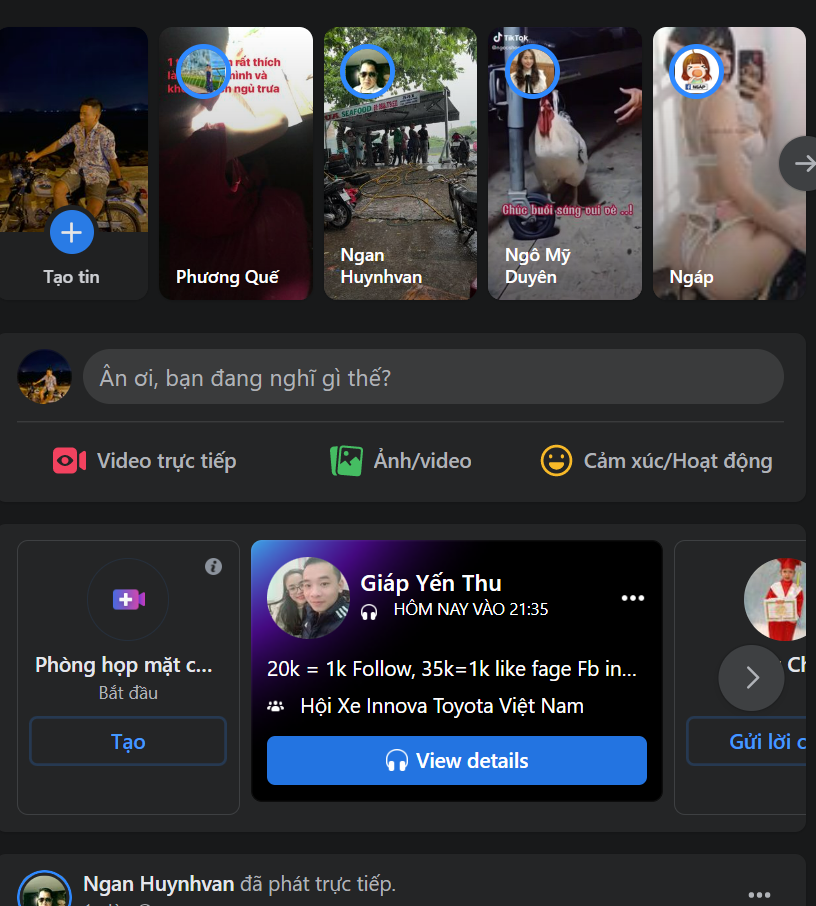 1 rất thích
là mình và
kh n ngủ trưa
TikTok
SEAFOOD
NGÁP
Chúc buổi sáng vui vẻ ..!
Tạo tin
Phương Quế
Ngan
Huynhvan
Ngô Mỹ
Duyên
Ngáp
Ân ơi, bạn đang nghĩ gì thế?
Video trực tiếp
Ảnh/video
Cảm xúc/Hoạt động
Phòng họp mặt c...
Bắt đầu
Tạo
Giáp Yến Thu
HÔM NAY VÀO 21:35
20k = 1k Follow, 35k=1k like fage Fb in...
Hội Xe Innova Toyota Việt Nam
View details
Ch
Gửi lời c
Ngan Huynhvan đã phát trực tiếp.